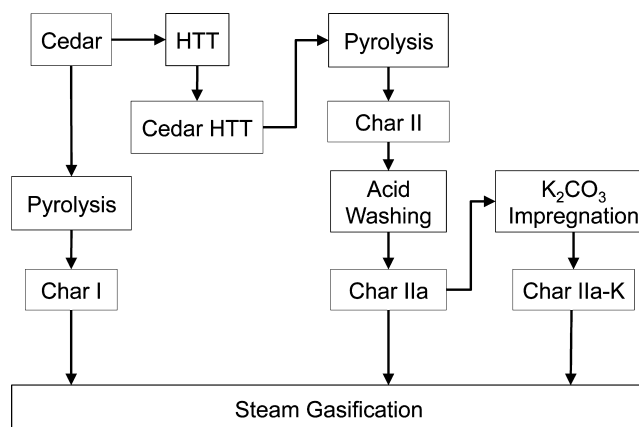 Cedar
HTT
Pyrolysis
Cedar HTT
Char II
Pyrolysis
Acid
Washing
K₂CO₃
Impregnation
Char I
Char IIa
Char IIa-K
Steam Gasification